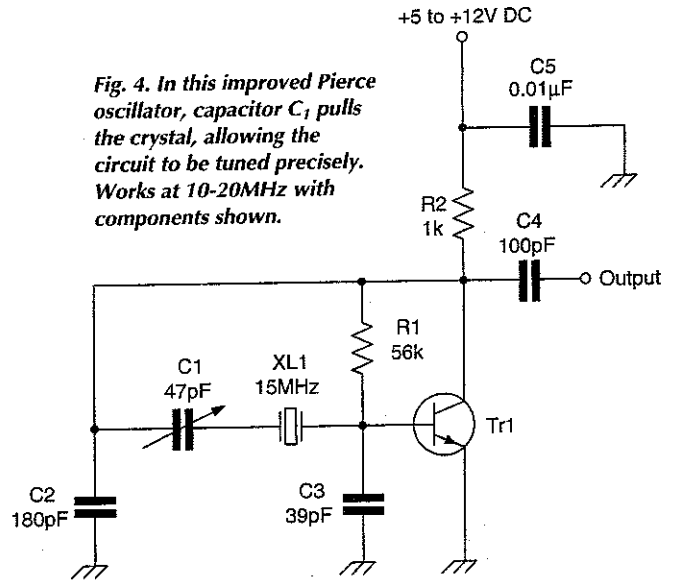 +5 to +12V DC
Fig. 4. In this improved Pierce
oscillator, capacitor C₁ pulls
the crystal, allowing the
circuit to be tuned precisely.
Works at 10-20MHz with
components shown.
C5
0.01µF
R2
1k
C4
100pF
Output
R1
56k
C1
47pF
XL1
15MHz
Tr1
C2
180pF
C3
39pF